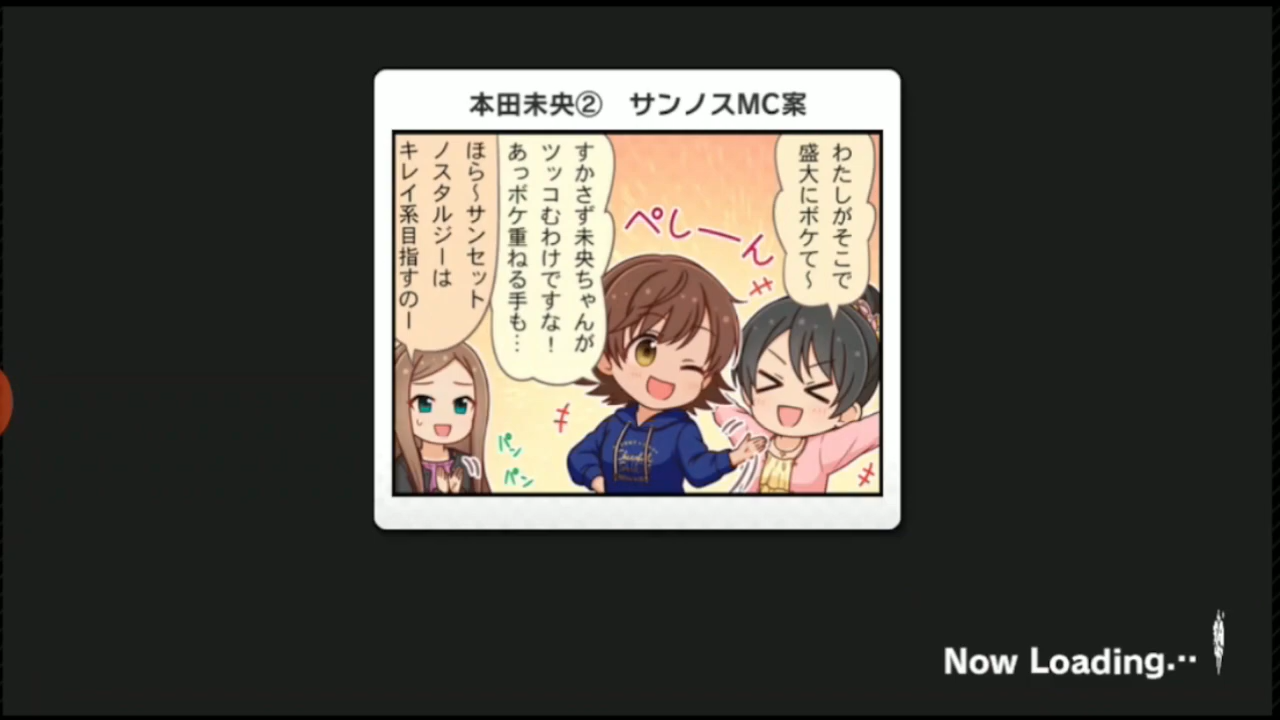 本田未央② サンノスMC案
わたしがそこで
盛大にボケて～
ぺしーーん
すかさず未央ちゃんが
ツッコむわけですな！
あっボケ重ねる手も…
ほら～サンセット
ノスタルジーは
キレイ系目指すのー
パン
パン
Now Loading...